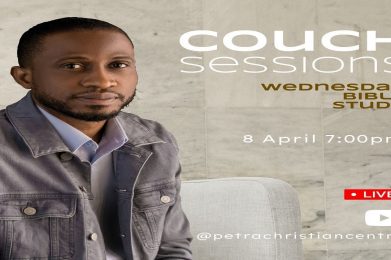 COUCH
sessions
WEDNESDA
BIBL
STUD
8 April 7:00pm
LIVE
@petrachristiancentr